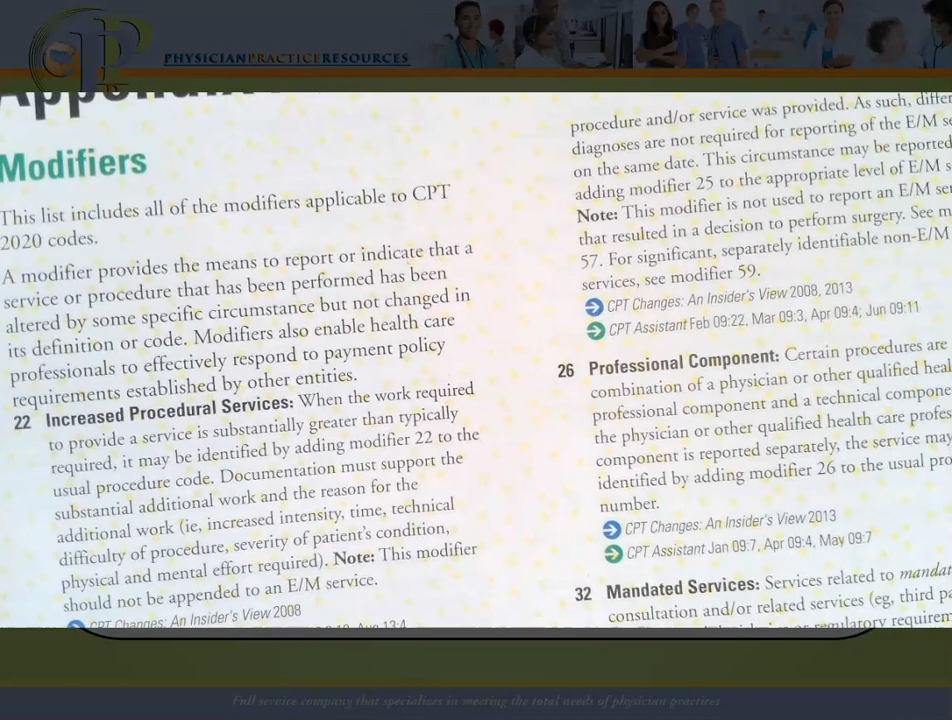 PHYSICIANPRACTICERESOURCES
Modifiers
This list includes all of the modifiers applicable to CPT
2020 codes.
A modifier provides the means to report or indicate that a
service or procedure that has been performed has been
altered by some specific circumstance but not changed in
its definition or code. Modifiers also enable health care
professionals to effectively respond to payment policy
requirements established by other entities.
22 Increased Procedural Services: When the work required
to provide a service is substantially greater than typically
required, it may be identified by adding modifier 22 to the
usual procedure code. Documentation must support the
substantial additional work and the reason for the
additional work (ie, increased intensity, time, technical
difficulty of procedure, severity of patient's condition,
physical and mental effort required). Note: This modifier
should not be appended to an E/M service.
CPT Changes: An Insider's View 2008
procedure and/or service was provided. As such,
diagnoses are not required for reporting of the E/M
on the same date. This circumstance may be reported
adding modifier 25 to the appropriate level of E/M
Note: This modifier is not used to report an E/M
that resulted in a decision to perform surgery. See
57. For significant, separately identifiable non-E/M
services, see modifier 59.
CPT Changes: An Insider's View 2008, 2013
CPT Assistant Feb 09:22, Mar 09:3, Apr 09:4; Jun 09:11
26 Professional Component: Certain procedures are
combination of a physician or other qualified
professional component and a technical
the physician or other qualified health care
component is reported separately, the service may
identified by adding modifier 26 to the usual
number.
CPT Changes: An Insider's View 2013
CPT Assistant Jan 09:7, Apr 09:4, May 09:7
32 Mandated Services: Services related to
consultation and/or related services (eg, third
Full service company that specializes in meeting the total needs of physician practices